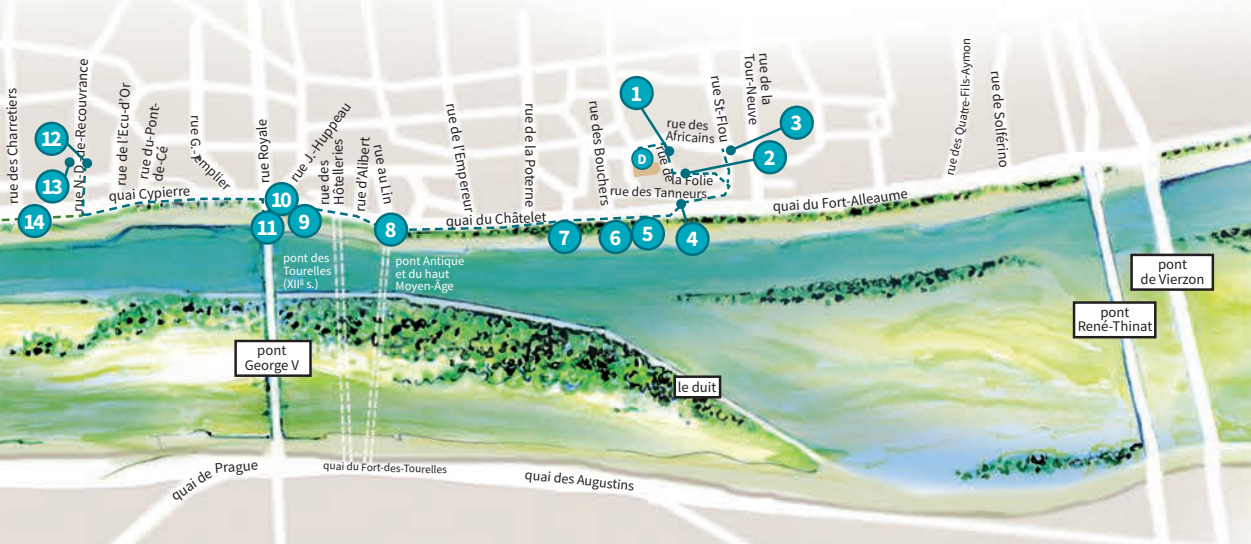 rue des Charretiers
12
13
14
rue N-D.-de-Recouvrance
rue de l'Ecu-d'Or
rue du-Pont-
de-Cé
quai Cypierre
rue Royale
rue J.-Huppeau
rue des
Hôtelleries
rue d'Alibert
rue au Lin
10
11
9
8
rue de l'Empereur
rue de la Poterne
rue des Bouchers
quai du Châtelet
7
6
5
4
1
D
rue des
Africains
rue de
la Folie
rue des Tanneurs
2
3
rue St-Flou
rue de la
Tour-Neuve
quai du Fort-Alleaume
rue des Quatre-Fils-Aymon
rue de Solférino
pont des
Tourelles
(XIIe s.)
pont Antique
et du haut
Moyen-Âge
pont
de Vierzon
pont
René-Thinat
pont
George V
le duit
quai de Prague
quai du Fort-des-Tourelles
quai des Augustins